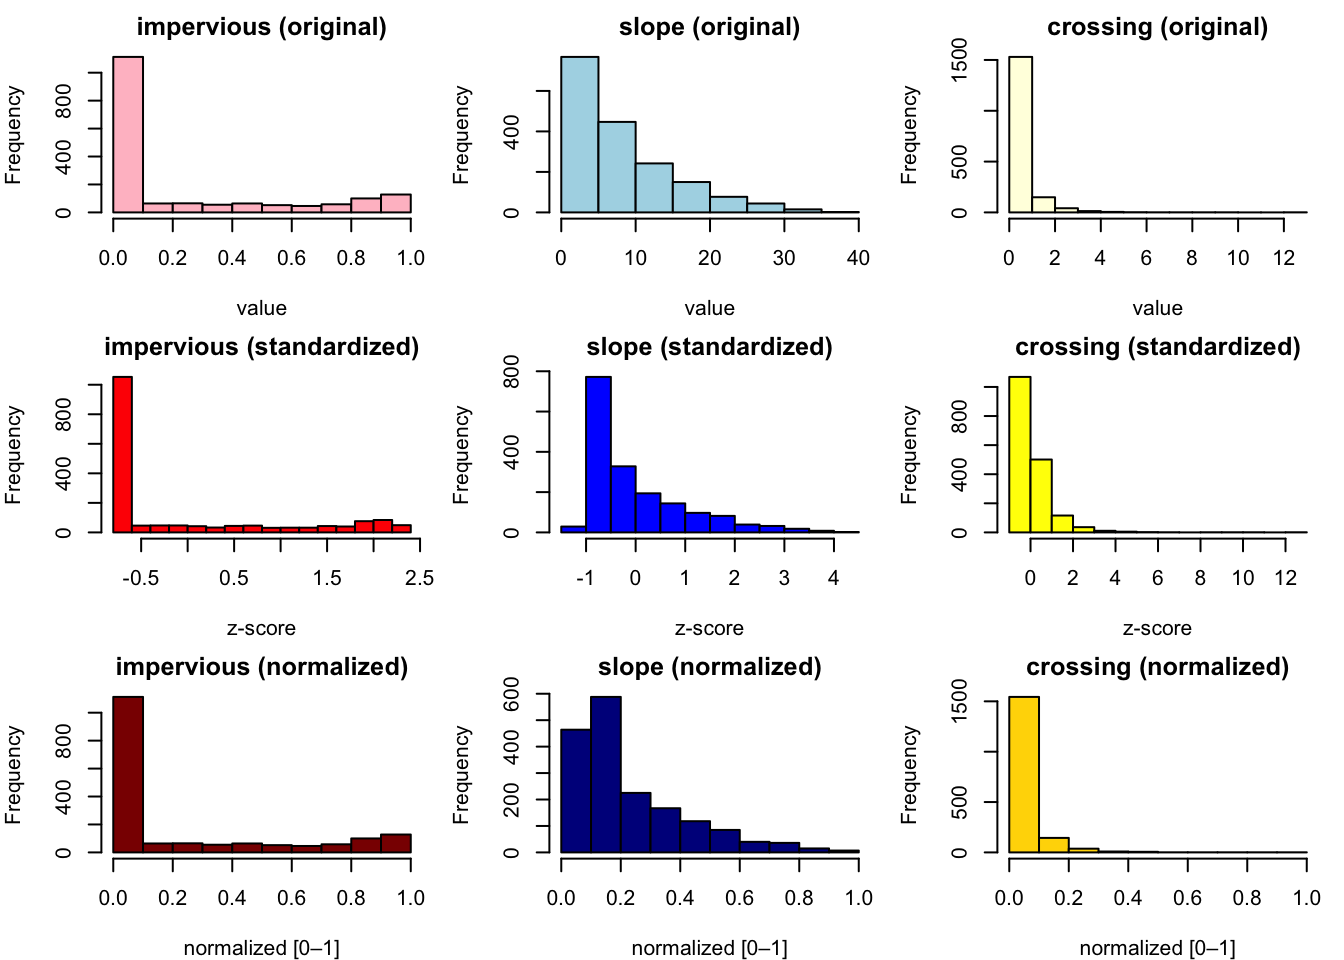 impervious (original)
Frequency
0 400 800
0.0 0.2 0.4 0.6 0.8 1.0
value
slope (original)
Frequency
0 400
0 10 20 30 40
value
crossing (original)
Frequency
0 500 1500
0 2 4 6 8 10 12
value
impervious (standardized)
Frequency
0 400 800
-0.5 0.5 1.5 2.5
z-score
slope (standardized)
Frequency
0 400 800
-1 0 1 2 3 4
z-score
crossing (standardized)
Frequency
0 400 800
0 2 4 6 8 10 12
z-score
impervious (normalized)
Frequency
0 400 800
0.0 0.2 0.4 0.6 0.8 1.0
normalized [0–1]
slope (normalized)
Frequency
0 200 400 600
0.0 0.2 0.4 0.6 0.8 1.0
normalized [0–1]
crossing (normalized)
Frequency
0 500 1500
0.0 0.2 0.4 0.6 0.8 1.0
normalized [0–1]